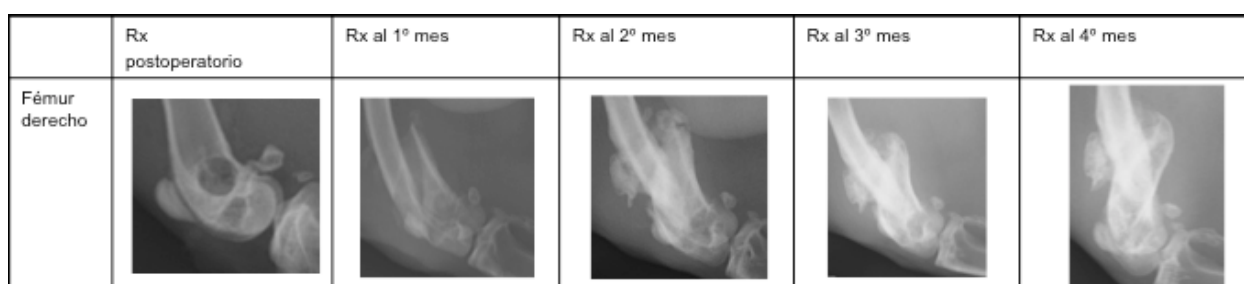 Rx
postoperatorio
Rx al 1º mes
Rx al 2º mes
Rx al 3º mes
Rx al 4º mes
Fémur
derecho